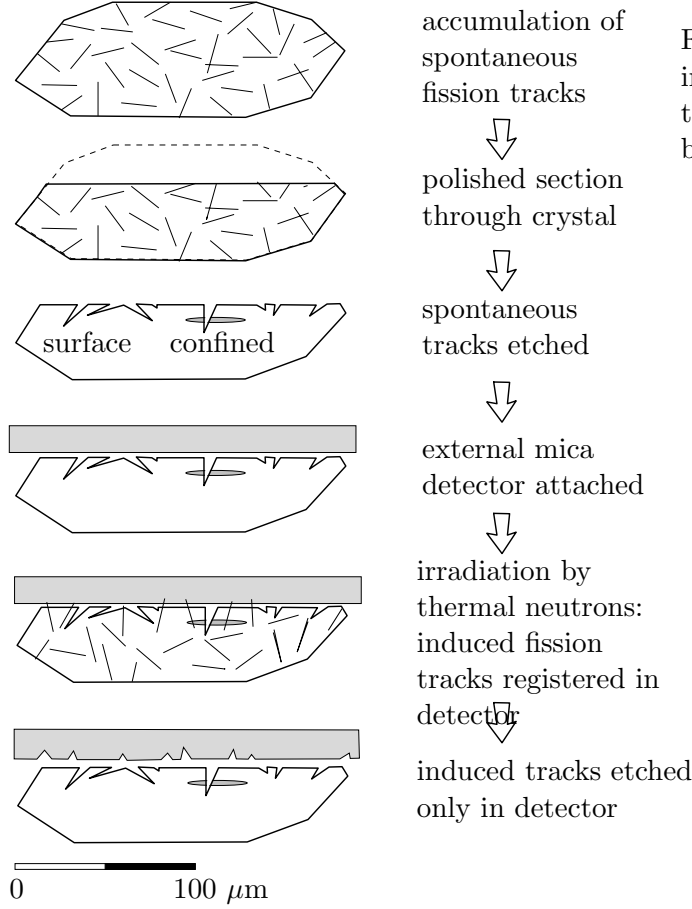 accumulation of
spontaneous
fission tracks
polished section
through crystal
spontaneous
tracks etched
surface confined
external mica
detector attached
irradiation by
thermal neutrons:
induced fission
tracks registered in
detector
induced tracks etched
only in detector
0 100 μm